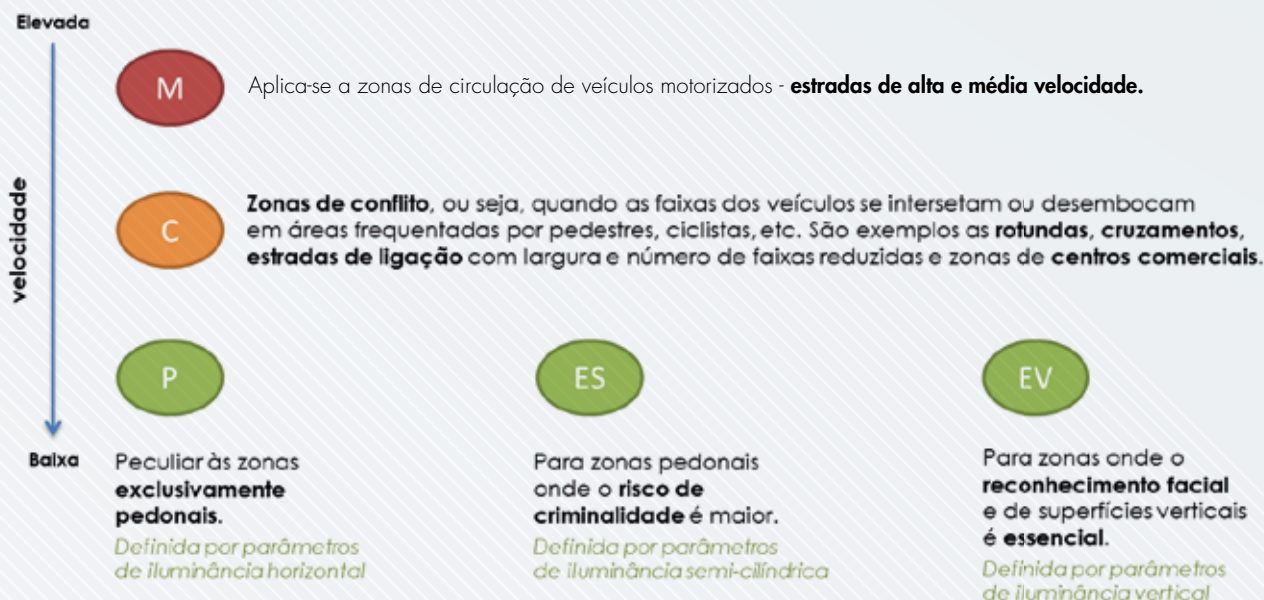 Elevada
velocidade
Baixa
M
Aplica-se a zonas de circulação de veículos motorizados - estradas de alta e média velocidade.
C
Zonas de conflito, ou seja, quando as faixas dos veículos se intersetam ou desembocam
em áreas frequentadas por pedestres, ciclistas, etc. São exemplos as rotundas, cruzamentos,
estradas de ligação com largura e número de faixas reduzidas e zonas de centros comerciais.
P
Peculiar às zonas
exclusivamente
pedonais.
Definida por parâmetros
de iluminância horizontal
ES
Para zonas pedonais
onde o risco de
criminalidade é maior.
Definida por parâmetros
de iluminância semi-cilíndrica
EV
Para zonas onde o
reconhecimento facial
e de superfícies verticais
é essencial.
Definida por parâmetros
de iluminância vertical